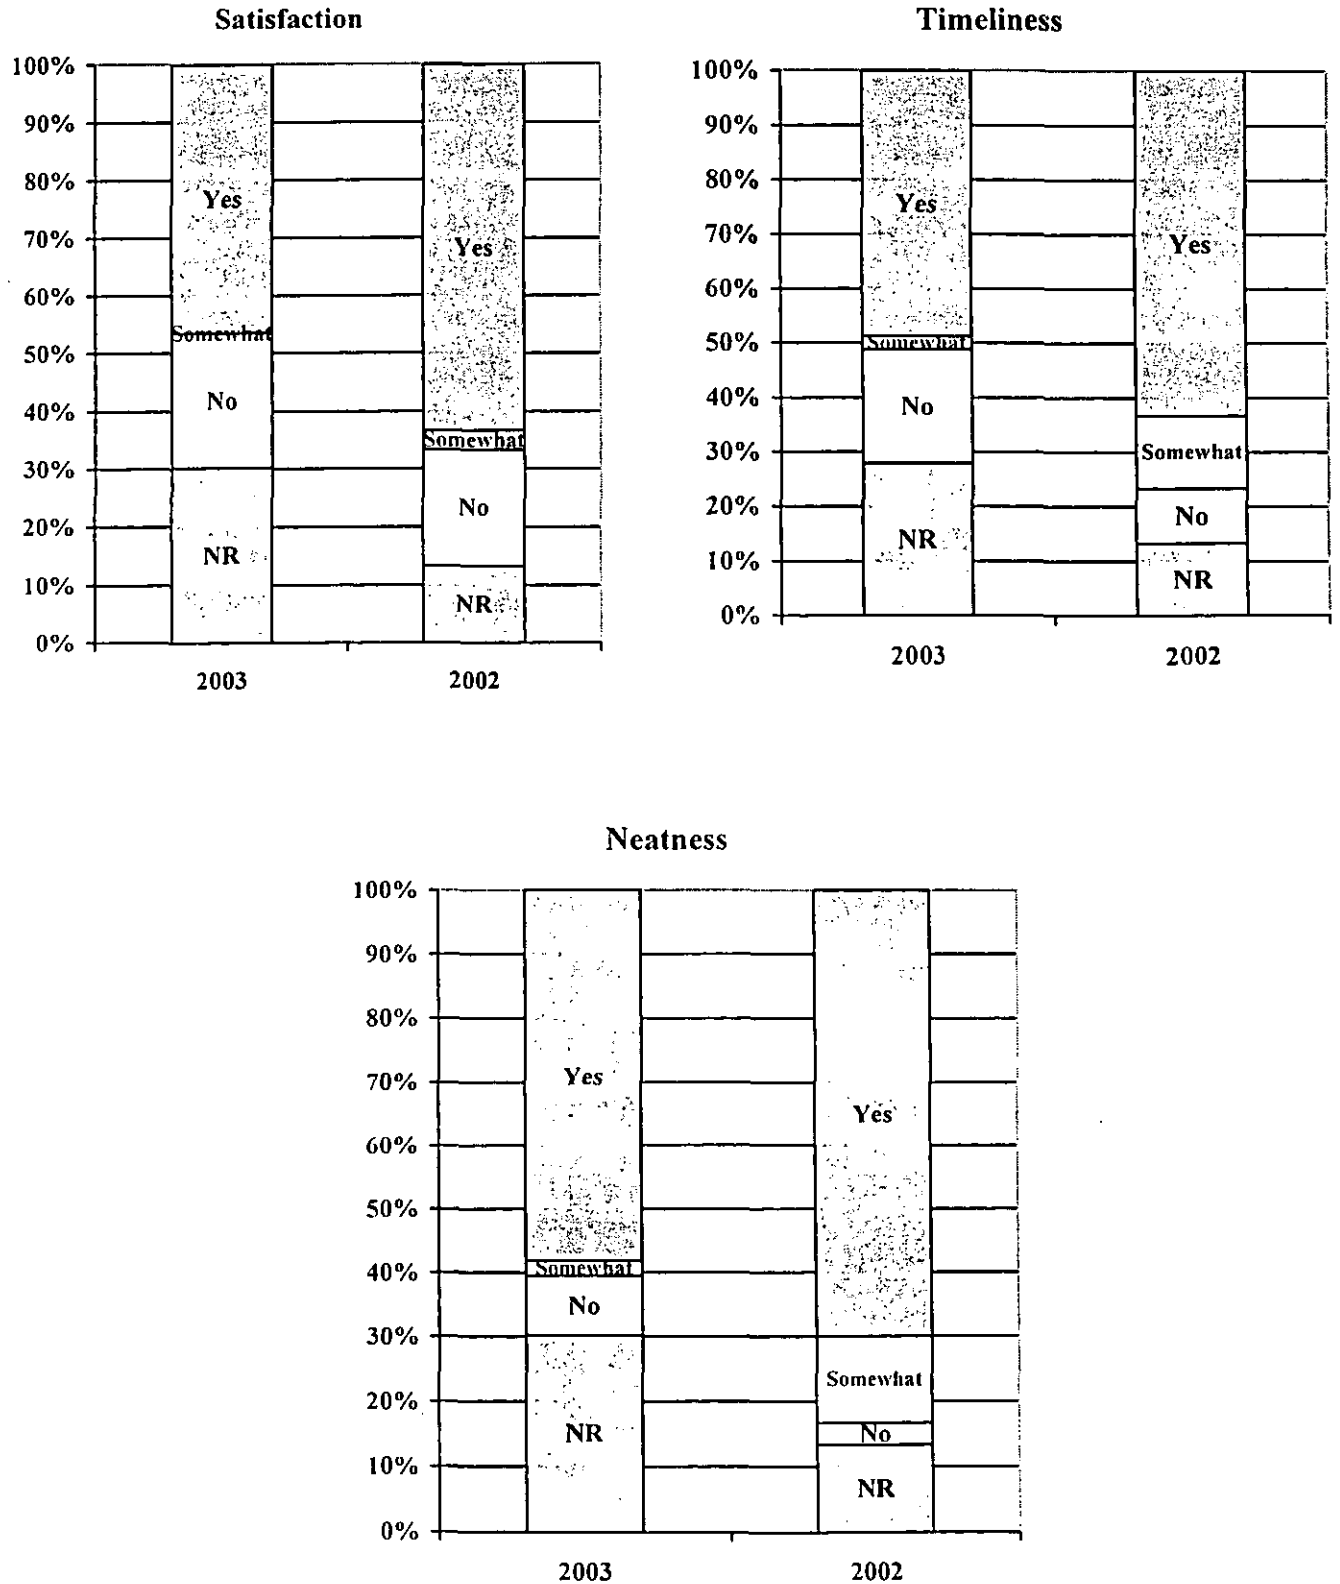 Satisfaction
100%
90%
80%
70%
60%
50%
40%
30%
20%
10%
0%
Yes
Somewhat
No
NR
Yes
Somewhat
No
NR
2003
2002
Timeliness
100%
90%
80%
70%
60%
50%
40%
30%
20%
10%
0%
Yes
Somewhat
No
NR
Yes
Somewhat
No
NR
2003
2002
Neatness
100%
90%
80%
70%
60%
50%
40%
30%
20%
10%
0%
Yes
Somewhat
No
NR
Yes
Somewhat
No
NR
2003
2002